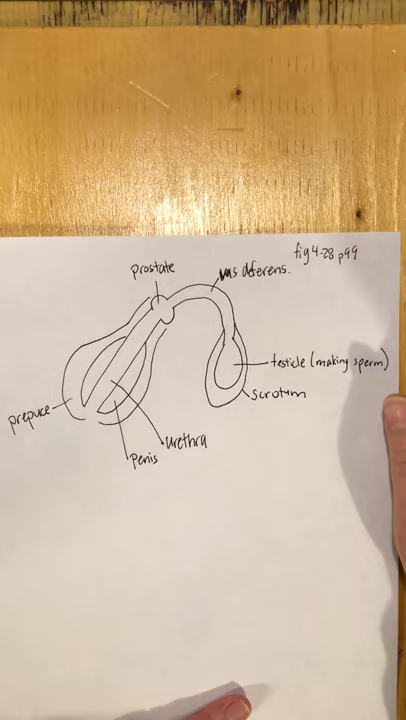 fig 4-28 p99
prostate
vas deferens.
testicle (making sperm)
scrotum
prepuce
urethra
penis